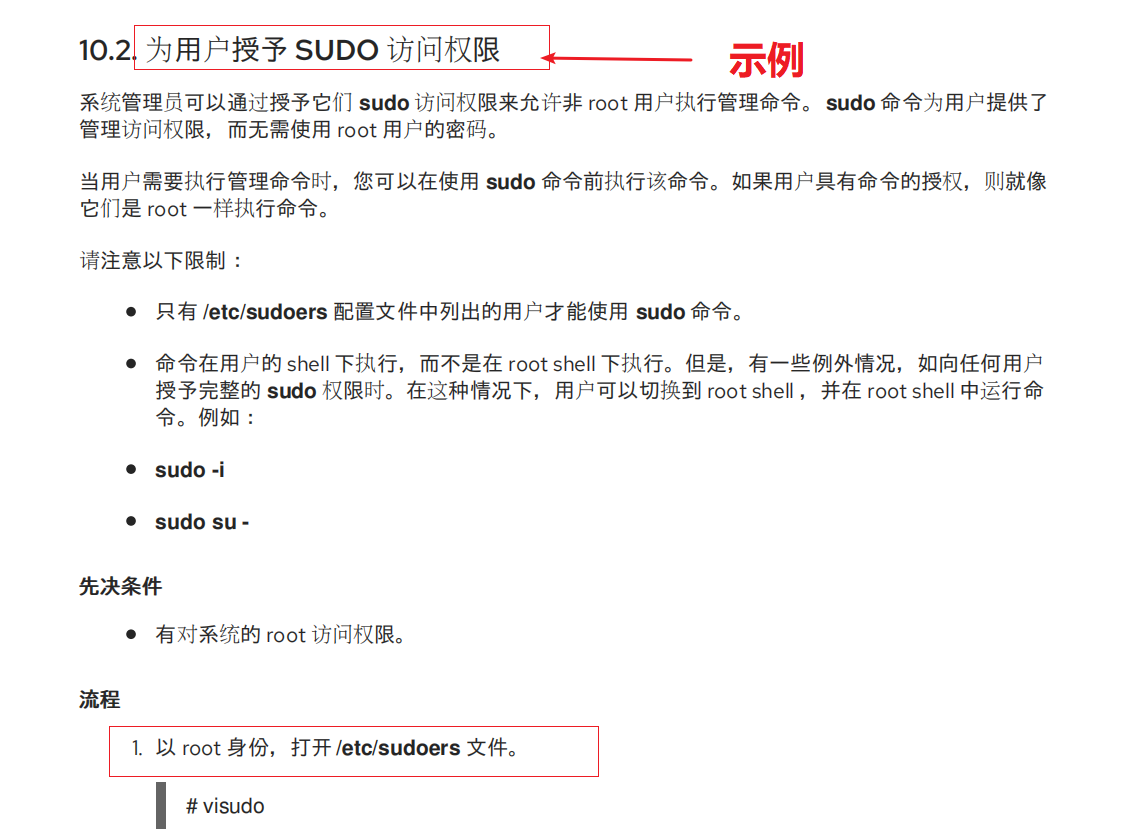 10.2. 为用户授予 SUDO 访问权限
示例
系统管理员可以通过授予它们 sudo 访问权限来允许非 root 用户执行管理命令。 sudo 命令为用户提供了
管理访问权限，而无需使用 root 用户的密码。
当用户需要执行管理命令时，您可以在使用 sudo 命令前执行该命令。如果用户具有命令的授权，则就像
它们是 root 一样执行命令。
请注意以下限制：
● 只有 /etc/sudoers 配置文件中列出的用户才能使用 sudo 命令。
● 命令在用户的 shell 下执行，而不是在 root shell 下执行。但是，有一些例外情况，如向任何用户
授予完整的 sudo 权限时。在这种情况下，用户可以切换到 root shell ，并在 root shell 中运行命
令。例如：
● sudo -i
● sudo su -
先决条件
● 有对系统的 root 访问权限。
流程
1. 以 root 身份，打开 /etc/sudoers 文件。
# visudo